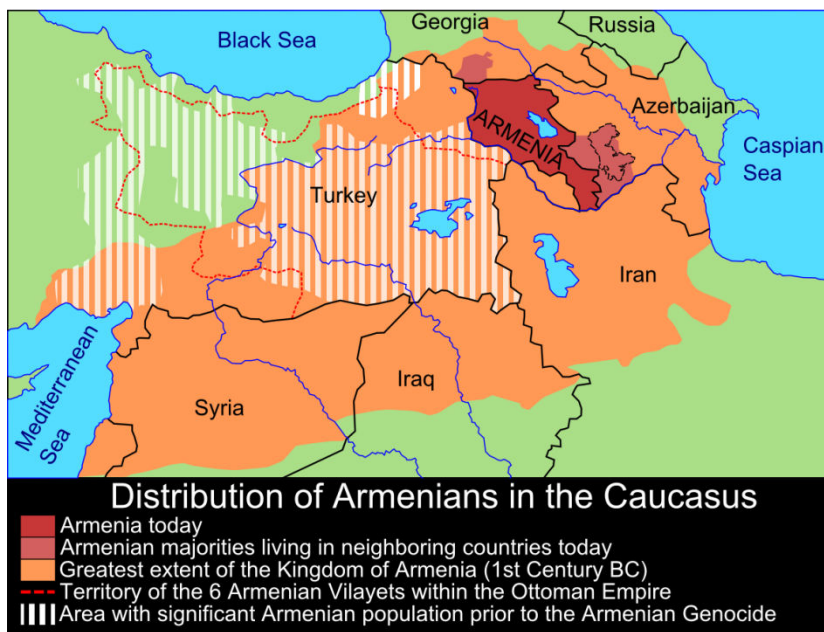 Black Sea
Georgia
Russia
Azerbaijan
Caspian
Sea
ARMENIA
Turkey
Iran
Mediterranean
Sea
Syria
Iraq
Distribution of Armenians in the Caucasus
Armenia today
Armenian majorities living in neighboring countries today
Greatest extent of the Kingdom of Armenia (1st Century BC)
Territory of the 6 Armenian Vilayets within the Ottoman Empire
Area with significant Armenian population prior to the Armenian Genocide